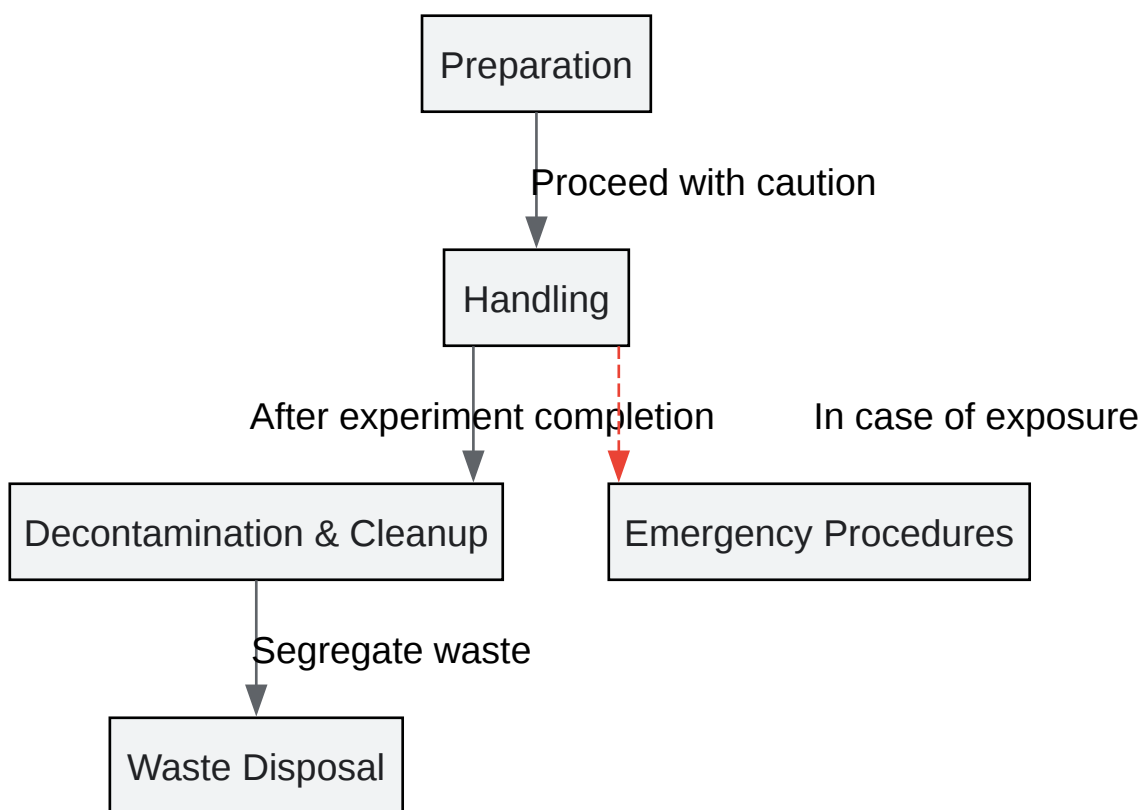 Preparation
Proceed with caution
Handling
After experiment completion
In case of exposure
Decontamination & Cleanup
Emergency Procedures
Segregate waste
Waste Disposal